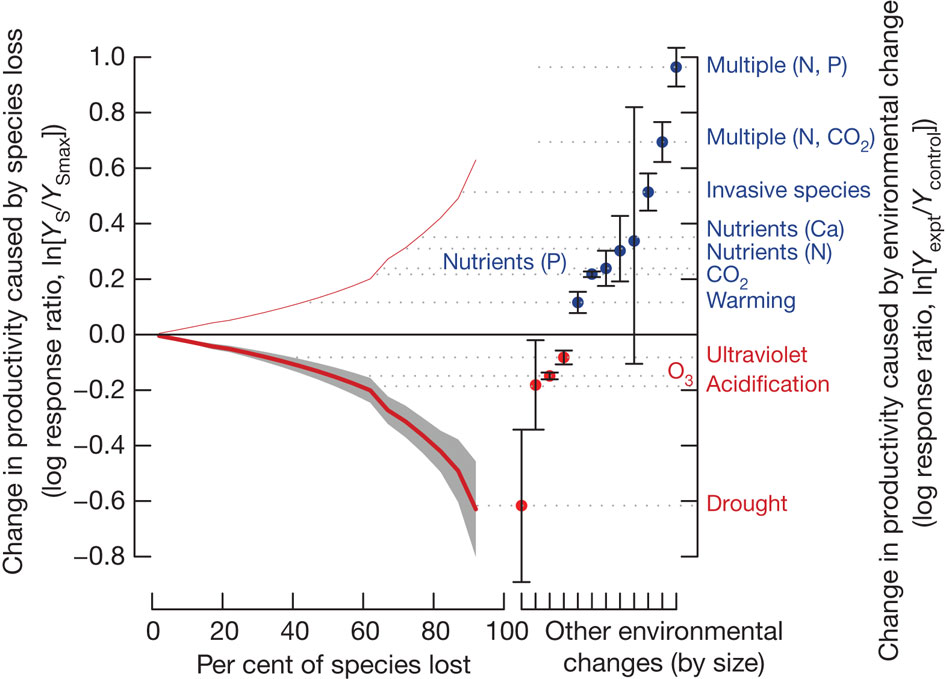 Change in productivity caused by species loss
(log response ratio, ln[YS/YSmax])
1.0
0.8
0.6
0.4
0.2
0.0
−0.2
−0.4
−0.6
−0.8
0 20 40 60 80 100
Per cent of species lost
Other environmental
changes (by size)
Multiple (N, P)
Multiple (N, CO2)
Invasive species
Nutrients (Ca)
Nutrients (N)
Nutrients (P)
CO2
Warming
Ultraviolet
O3
Acidification
Drought
Change in productivity caused by environmental change
(log response ratio, ln[Yexpt/Ycontrol])